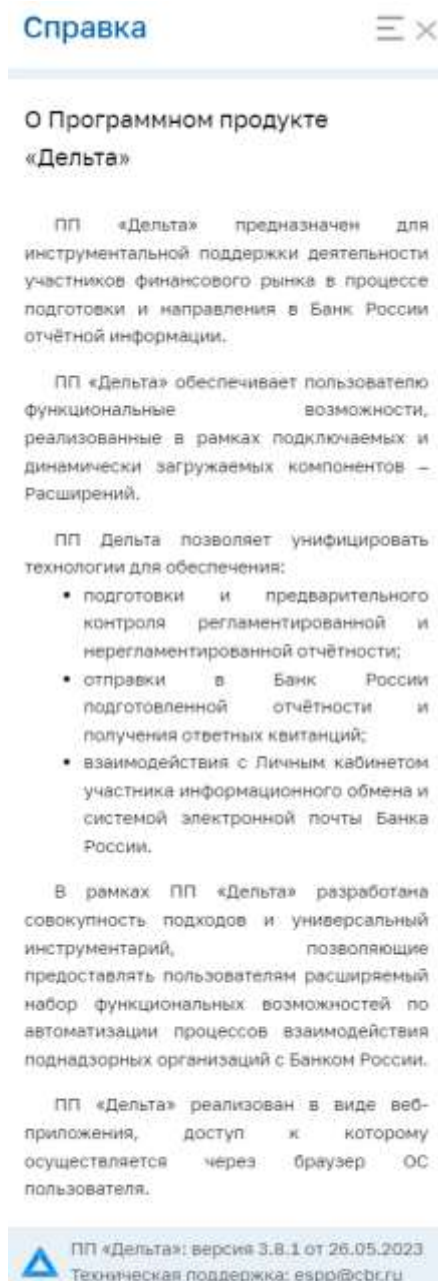 Справка
О Программном продукте
«Дельта»
ПП «Дельта» предназначен для
инструментальной поддержки деятельности
участников финансового рынка в процессе
подготовки и направления в Банк России
отчётной информации.
ПП «Дельта» обеспечивает пользователю
функциональные возможности,
реализованные в рамках подключаемых и
динамически загружаемых компонентов –
Расширений.
ПП Дельта позволяет унифицировать
технологии для обеспечения:
• подготовки и предварительного
контроля регламентированной и
нерегламентированной отчётности;
• отправки в Банк России
подготовленной отчётности и
получения ответных квитанций;
• взаимодействия с Личным кабинетом
участника информационного обмена и
системой электронной почты Банка
России.
В рамках ПП «Дельта» разработана
совокупность подходов и универсальный
инструментарий, позволяющие
предоставлять пользователям расширяемый
набор функциональных возможностей по
автоматизации процессов взаимодействия
поднадзорных организаций с Банком России.
ПП «Дельта» реализован в виде веб-
приложения, доступ к которому
осуществляется через браузер ОС
пользователя.
ПП «Дельта»: версия 3.8.1 от 26.05.2023
Техническая поддержка: espp@cbr.ru